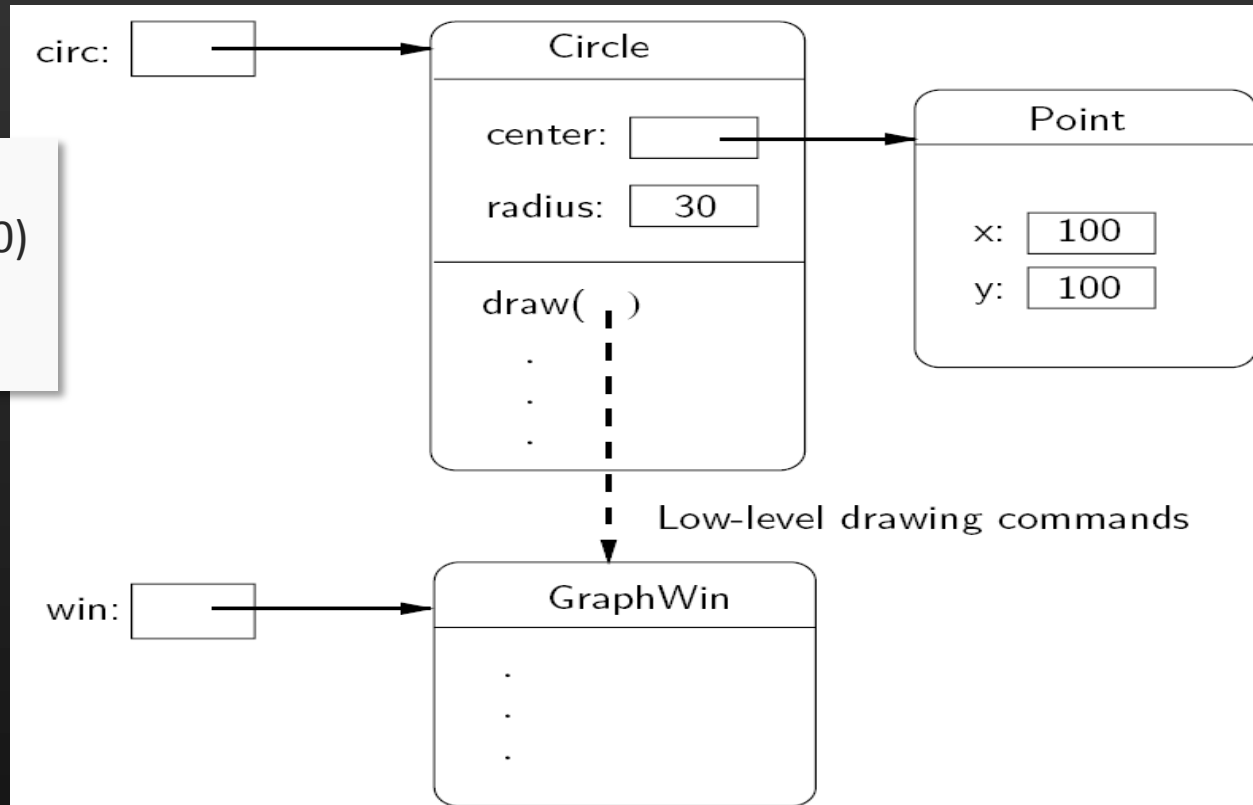 circ:
Circle
center:
radius: 30
draw( )
.
.
.
Point
x: 100
y: 100
0)
Low-level drawing commands
win:
GraphWin
.
.
.